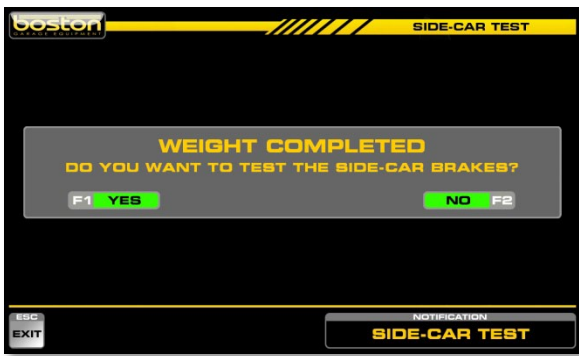 boston
GARAGE EQUIPMENT
SIDE-CAR TEST
WEIGHT COMPLETED
DO YOU WANT TO TEST THE SIDE-CAR BRAKES?
F1 YES
NO F2
ESC
EXIT
NOTIFICATION
SIDE-CAR TEST